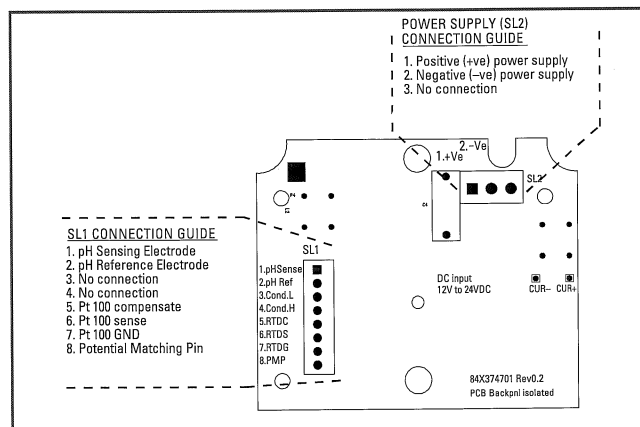 POWER SUPPLY (SL2)
CONNECTION GUIDE
1. Positive (+ve) power supply
2. Negative (–ve) power supply
3. No connection
2.–Ve
1.+Ve
SL2
SL1 CONNECTION GUIDE
1. pH Sensing Electrode
2. pH Reference Electrode
3. No connection
4. No connection
5. Pt 100 compensate
6. Pt 100 sense
7. Pt 100 GND
8. Potential Matching Pin
SL1
1.pHSense
2.pH Ref
3.Cond.L
4.Cond.H
5.RTDC
6.RTDS
7.RTDG
8.PMP
DC input
12V to 24VDC
CUR– CUR+
84X374701 Rev0.2
PCB Backpnl isolated